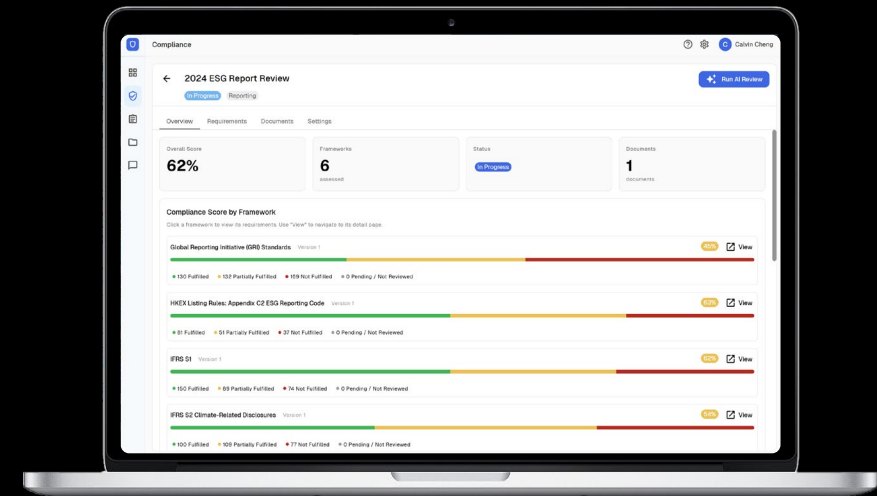 Compliance
C Calvin Cheng
2024 ESG Report Review
Run AI Review
In Progress Reporting
Overview Requirements Documents Settings
Overall Score
62%
Frameworks
6
assessed
Status
In Progress
Documents
1
documents
Compliance Score by Framework
Click a framework to view its requirements. Use "View" to navigate to its detail page.
Global Reporting Initiative (GRI) Standards Version 1 View
130 Fulfilled 132 Partially Fulfilled 169 Not Fulfilled 0 Pending / Not Reviewed
HKEX Listing Rules: Appendix C2 ESG Reporting Code Version 1 63% View
81 Fulfilled 51 Partially Fulfilled 37 Not Fulfilled 0 Pending / Not Reviewed
IFRS S1 Version 1 62% View
150 Fulfilled 89 Partially Fulfilled 74 Not Fulfilled 0 Pending / Not Reviewed
IFRS S2 Climate-Related Disclosures Version 1 54% View
100 Fulfilled 109 Partially Fulfilled 77 Not Fulfilled 0 Pending / Not Reviewed